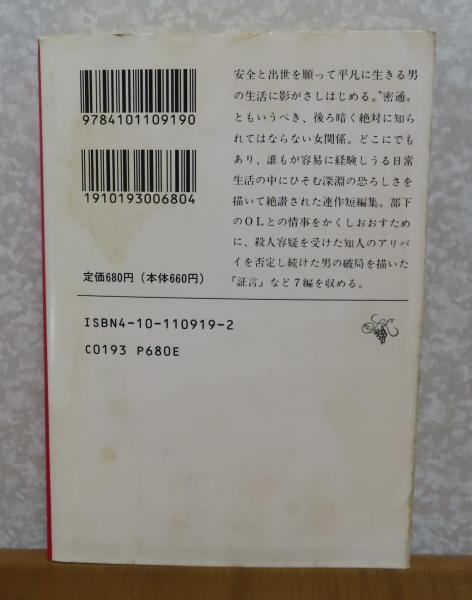 9784101109190
1910193006804
定価680円（本体660円）
ISBN4-10-110919-2
C0193 P680E
安全と出世を願って平凡に生きる男
の生活に影がさしはじめる。〝密通〟
ともいうべき、後ろ暗く絶対に知られ
てはならない女関係。どこにでも
あり、誰もが容易に経験しうる日常
生活の中にひそむ深淵の恐ろしさを
描いて絶讃された連作短編集。部下
のＯＬとの情事をかくしおおすため
に、殺人容疑を受けた知人のアリバ
イを否定し続けた男の破局を描いた
『証言』など７編を収める。